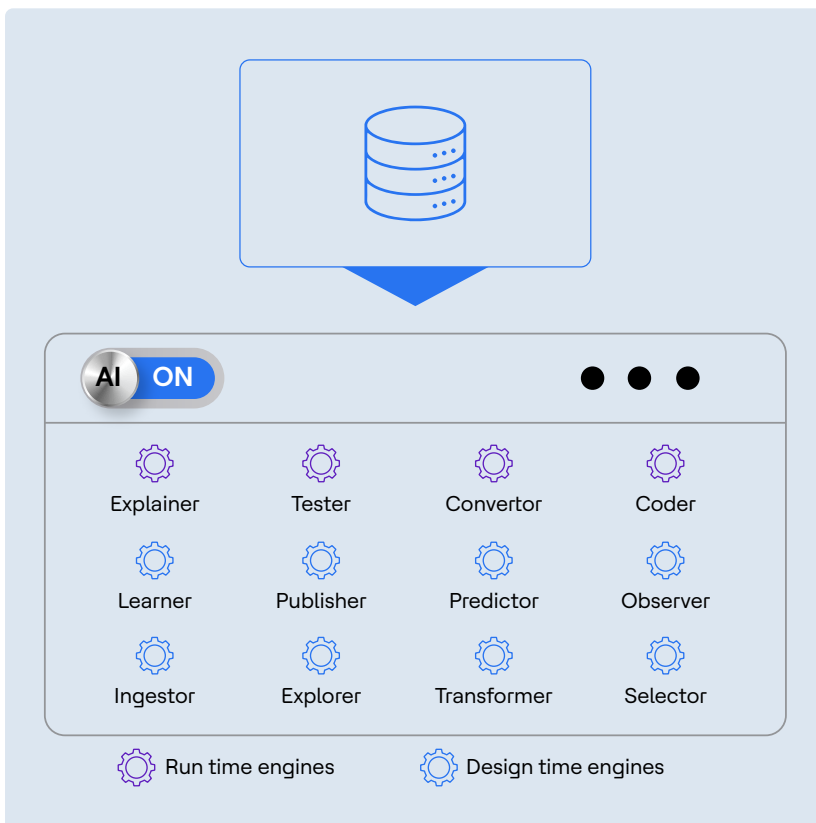 AI ON
Explainer Tester Convertor Coder
Learner Publisher Predictor Observer
Ingestor Explorer Transformer Selector
Run time engines Design time engines